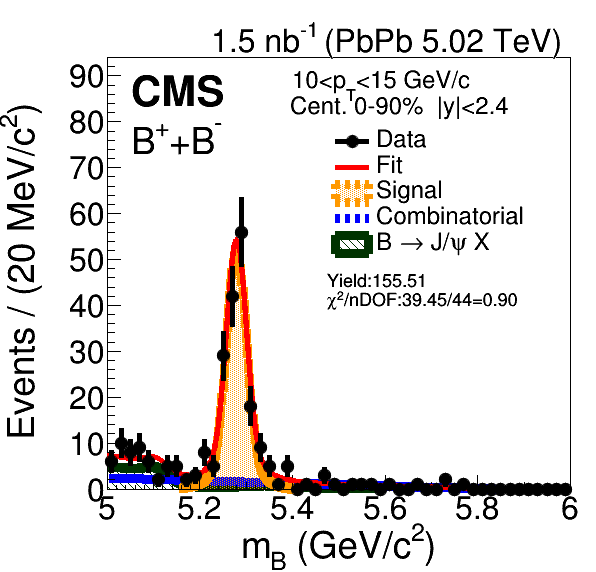 1.5 nb⁻¹ (PbPb 5.02 TeV)
CMS
B⁺+B⁻
10<p_T<15 GeV/c
Cent. 0-90% |y|<2.4
Data
Fit
Signal
Combinatorial
B → J/ψ X
Yield:155.51
χ²/nDOF:39.45/44=0.90
Events / (20 MeV/c²)
90
80
70
60
50
40
30
20
10
0
5 5.2 5.4 5.6 5.8 6
m_B (GeV/c²)